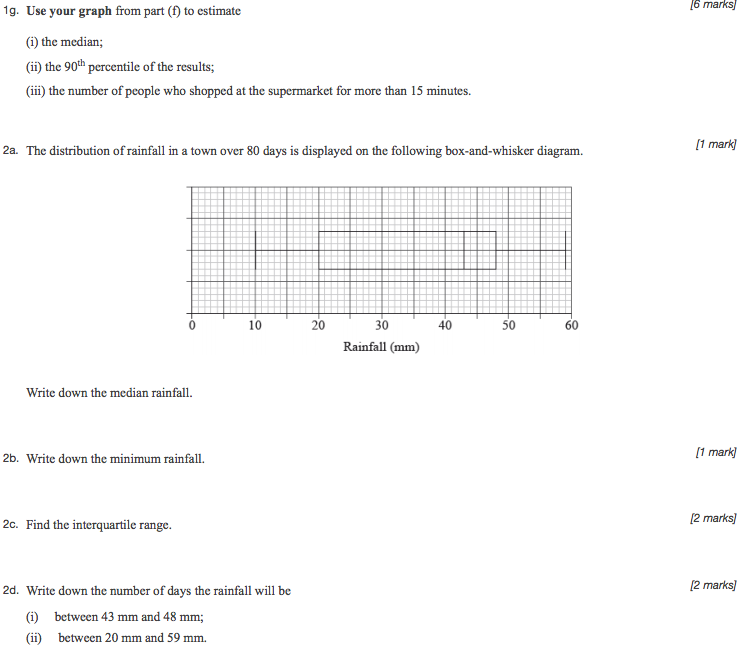 [6 marks]
1g. Use your graph from part (f) to estimate
(i) the median;
(ii) the 90th percentile of the results;
(iii) the number of people who shopped at the supermarket for more than 15 minutes.
[1 mark]
2a. The distribution of rainfall in a town over 80 days is displayed on the following box-and-whisker diagram.
0 10 20 30 40 50 60
Rainfall (mm)
Write down the median rainfall.
[1 mark]
2b. Write down the minimum rainfall.
[2 marks]
2c. Find the interquartile range.
[2 marks]
2d. Write down the number of days the rainfall will be
(i) between 43 mm and 48 mm;
(ii) between 20 mm and 59 mm.